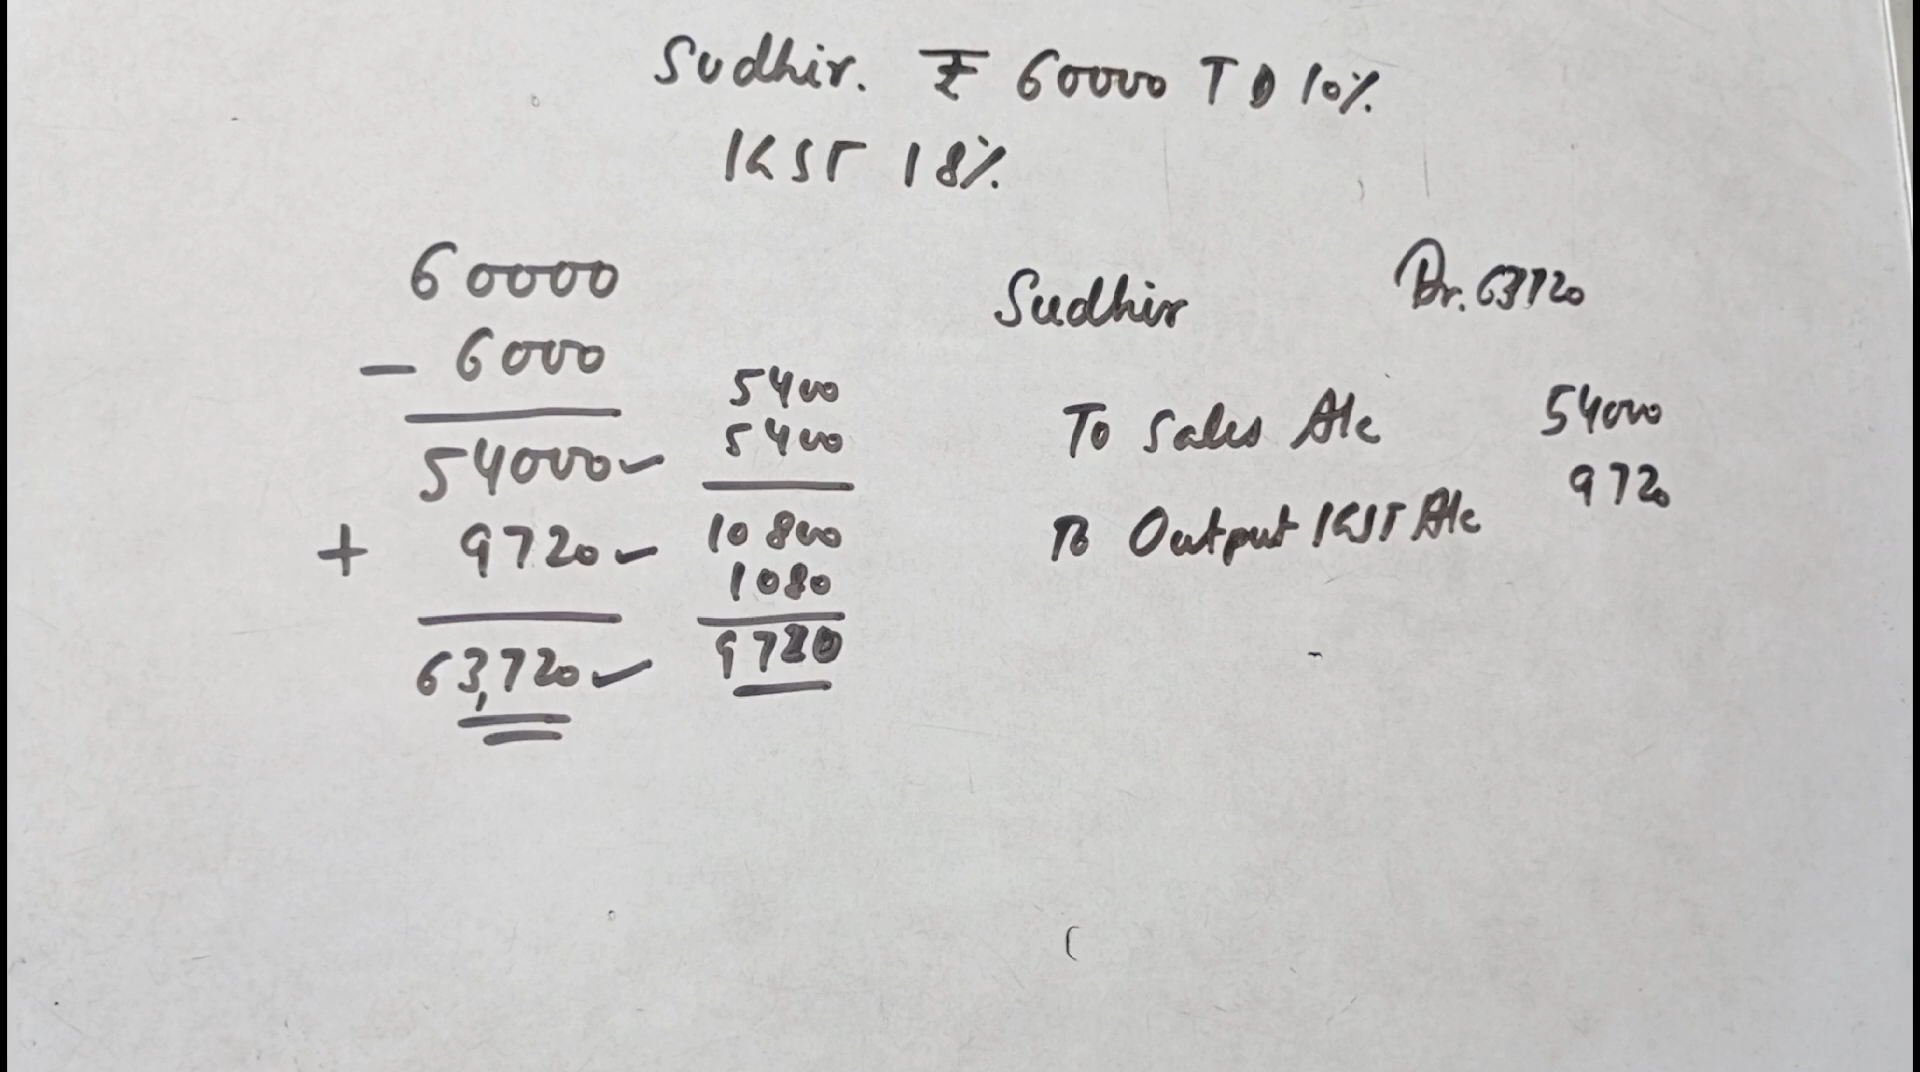 Sudhir. ₹ 60000 TD 10%
IGST 18%
60000
- 6000
54000
+ 9720
63,720
5400
5400
10800
1080
9720
Sudhir Dr. 63720
To Sales A/c 54000
To Output IGST A/c 9720